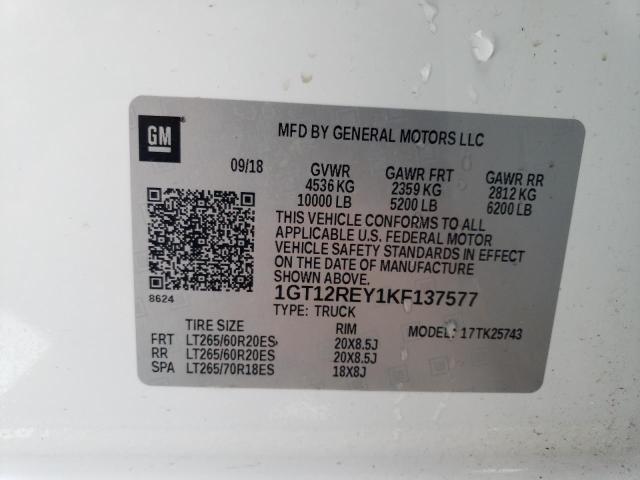 GM
MFD BY GENERAL MOTORS LLC
09/18 GVWR GAWR FRT GAWR RR
4536 KG 2359 KG 2812 KG
10000 LB 5200 LB 6200 LB
THIS VEHICLE CONFORMS TO ALL
APPLICABLE U.S. FEDERAL MOTOR
VEHICLE SAFETY STANDARDS IN EFFECT
ON THE DATE OF MANUFACTURE
SHOWN ABOVE.
8624
1GT12REY1KF137577
TYPE: TRUCK
TIRE SIZE RIM MODEL: 17TK25743
FRT LT265/60R20ES 20X8.5J
RR LT265/60R20ES 20X8.5J
SPA LT265/70R18ES 18X8J